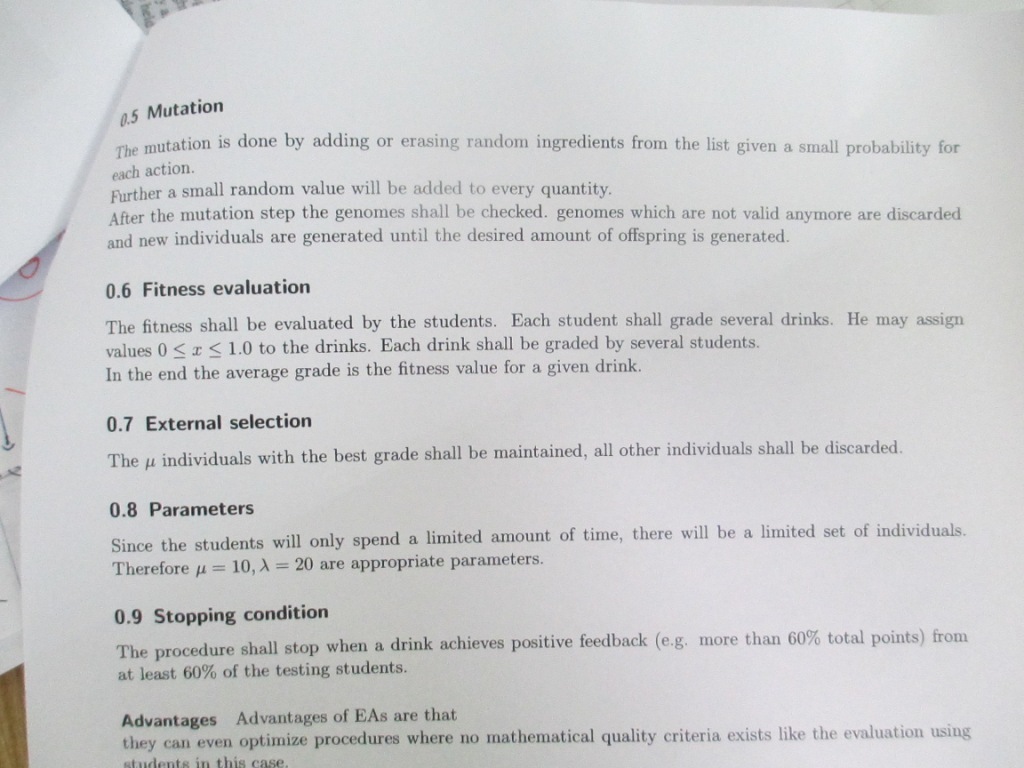 0.5 Mutation
The mutation is done by adding or erasing random ingredients from the list given a small probability for
each action.
Further a small random value will be added to every quantity.
After the mutation step the genomes shall be checked. genomes which are not valid anymore are discarded
and new individuals are generated until the desired amount of offspring is generated.
0.6 Fitness evaluation
The fitness shall be evaluated by the students. Each student shall grade several drinks. He may assign
values 0 ≤ x ≤ 1.0 to the drinks. Each drink shall be graded by several students.
In the end the average grade is the fitness value for a given drink.
0.7 External selection
The μ individuals with the best grade shall be maintained, all other individuals shall be discarded.
0.8 Parameters
Since the students will only spend a limited amount of time, there will be a limited set of individuals.
Therefore μ = 10, λ = 20 are appropriate parameters.
0.9 Stopping condition
The procedure shall stop when a drink achieves positive feedback (e.g. more than 60% total points) from
at least 60% of the testing students.
Advantages Advantages of EAs are that
they can even optimize procedures where no mathematical quality criteria exists like the evaluation using
students in this case.